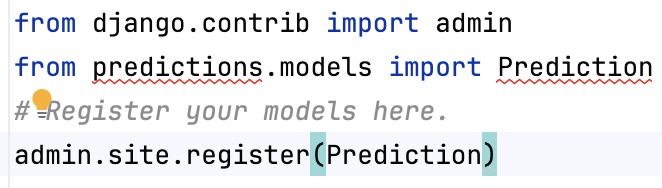 from django.contrib import admin
from predictions.models import Prediction
# Register your models here.
admin.site.register(Prediction)